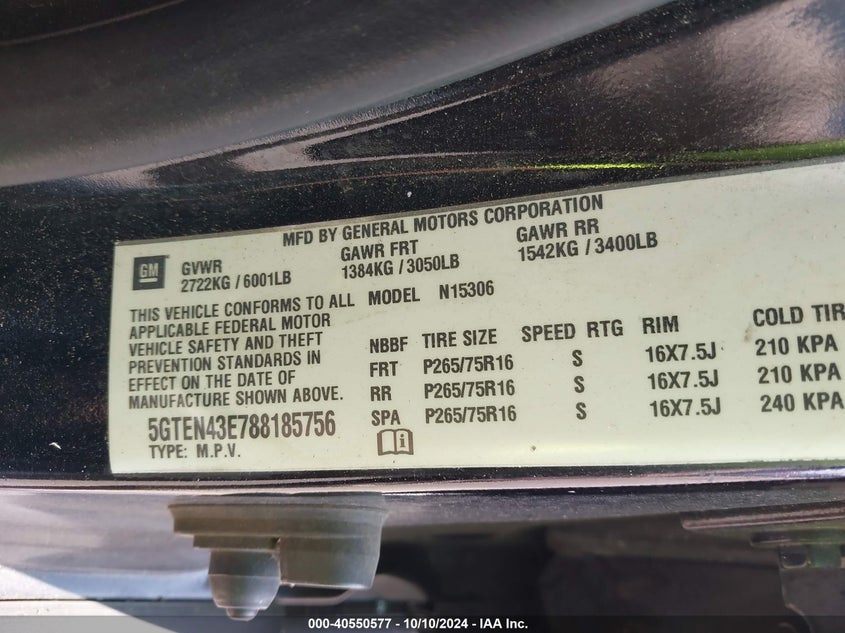 MFD BY GENERAL MOTORS CORPORATION
GM
GVWR GAWR FRT GAWR RR
2722KG / 6001LB 1384KG / 3050LB 1542KG / 3400LB
THIS VEHICLE CONFORMS TO ALL
APPLICABLE FEDERAL MOTOR
VEHICLE SAFETY AND THEFT
PREVENTION STANDARDS IN
EFFECT ON THE DATE OF
MANUFACTURE SHOWN ABOVE.
5GTEN43E788185756
TYPE: M.P.V.
MODEL N15306
NBBF TIRE SIZE SPEED RTG RIM COLD TIR
FRT P265/75R16 S 16X7.5J 210 KPA
RR P265/75R16 S 16X7.5J 210 KPA
SPA P265/75R16 S 16X7.5J 240 KPA
000-40550577 - 10/10/2024 - IAA Inc.